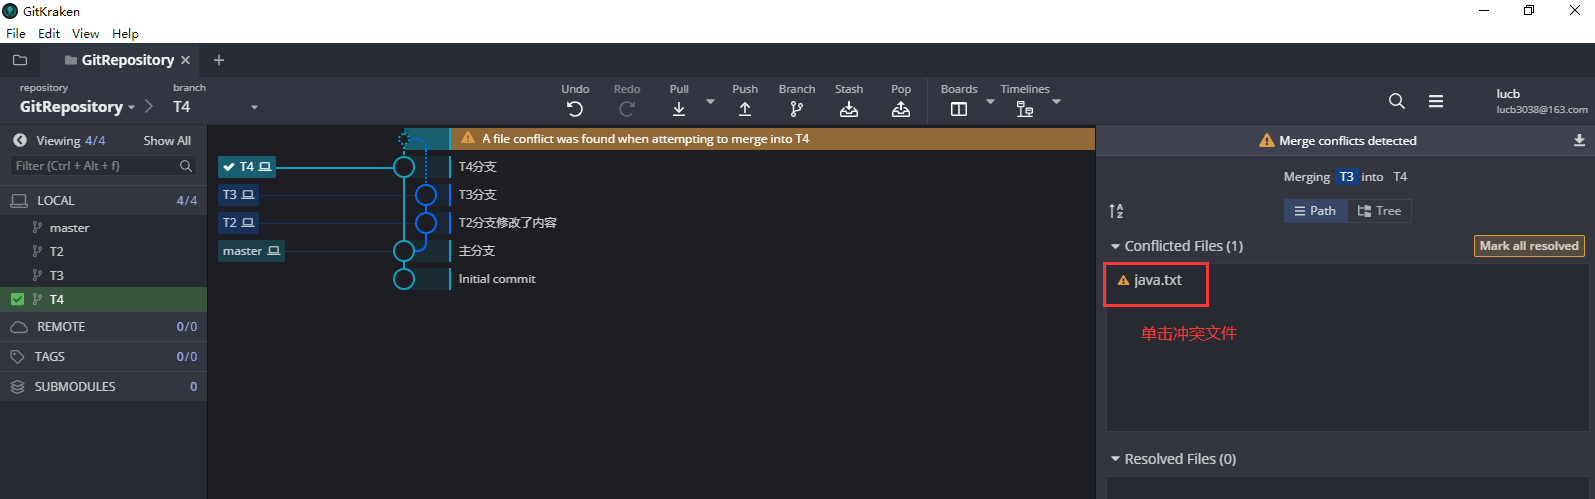 GitKraken
File Edit View Help
GitRepository
repository
GitRepository
branch
T4
Undo
Redo
Pull
Push
Branch
Stash
Pop
Boards
Timelines
lucb
lucb3038@163.com
Viewing 4/4
Show All
Filter (Ctrl + Alt + f)
LOCAL 4/4
master
T2
T3
T4
REMOTE 0/0
TAGS 0/0
SUBMODULES 0
A file conflict was found when attempting to merge into T4
T4 T4分支
T3 T3分支
T2 T2分支修改了内容
master 主分支
Initial commit
Merge conflicts detected
Merging T3 into T4
Path Tree
Conflicted Files (1)
Mark all resolved
java.txt
单击冲突文件
Resolved Files (0)